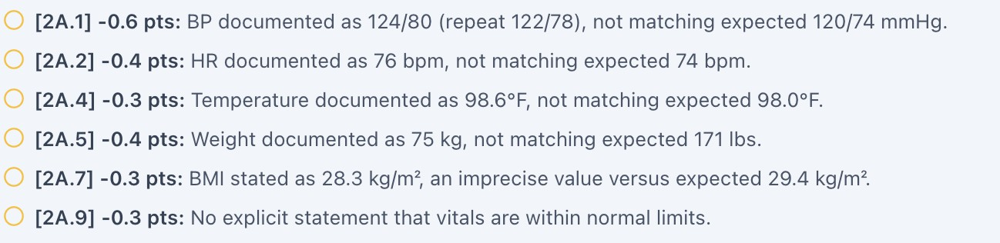 [2A.1] -0.6 pts: BP documented as 124/80 (repeat 122/78), not matching expected 120/74 mmHg.
[2A.2] -0.4 pts: HR documented as 76 bpm, not matching expected 74 bpm.
[2A.4] -0.3 pts: Temperature documented as 98.6°F, not matching expected 98.0°F.
[2A.5] -0.4 pts: Weight documented as 75 kg, not matching expected 171 lbs.
[2A.7] -0.3 pts: BMI stated as 28.3 kg/m², an imprecise value versus expected 29.4 kg/m².
[2A.9] -0.3 pts: No explicit statement that vitals are within normal limits.